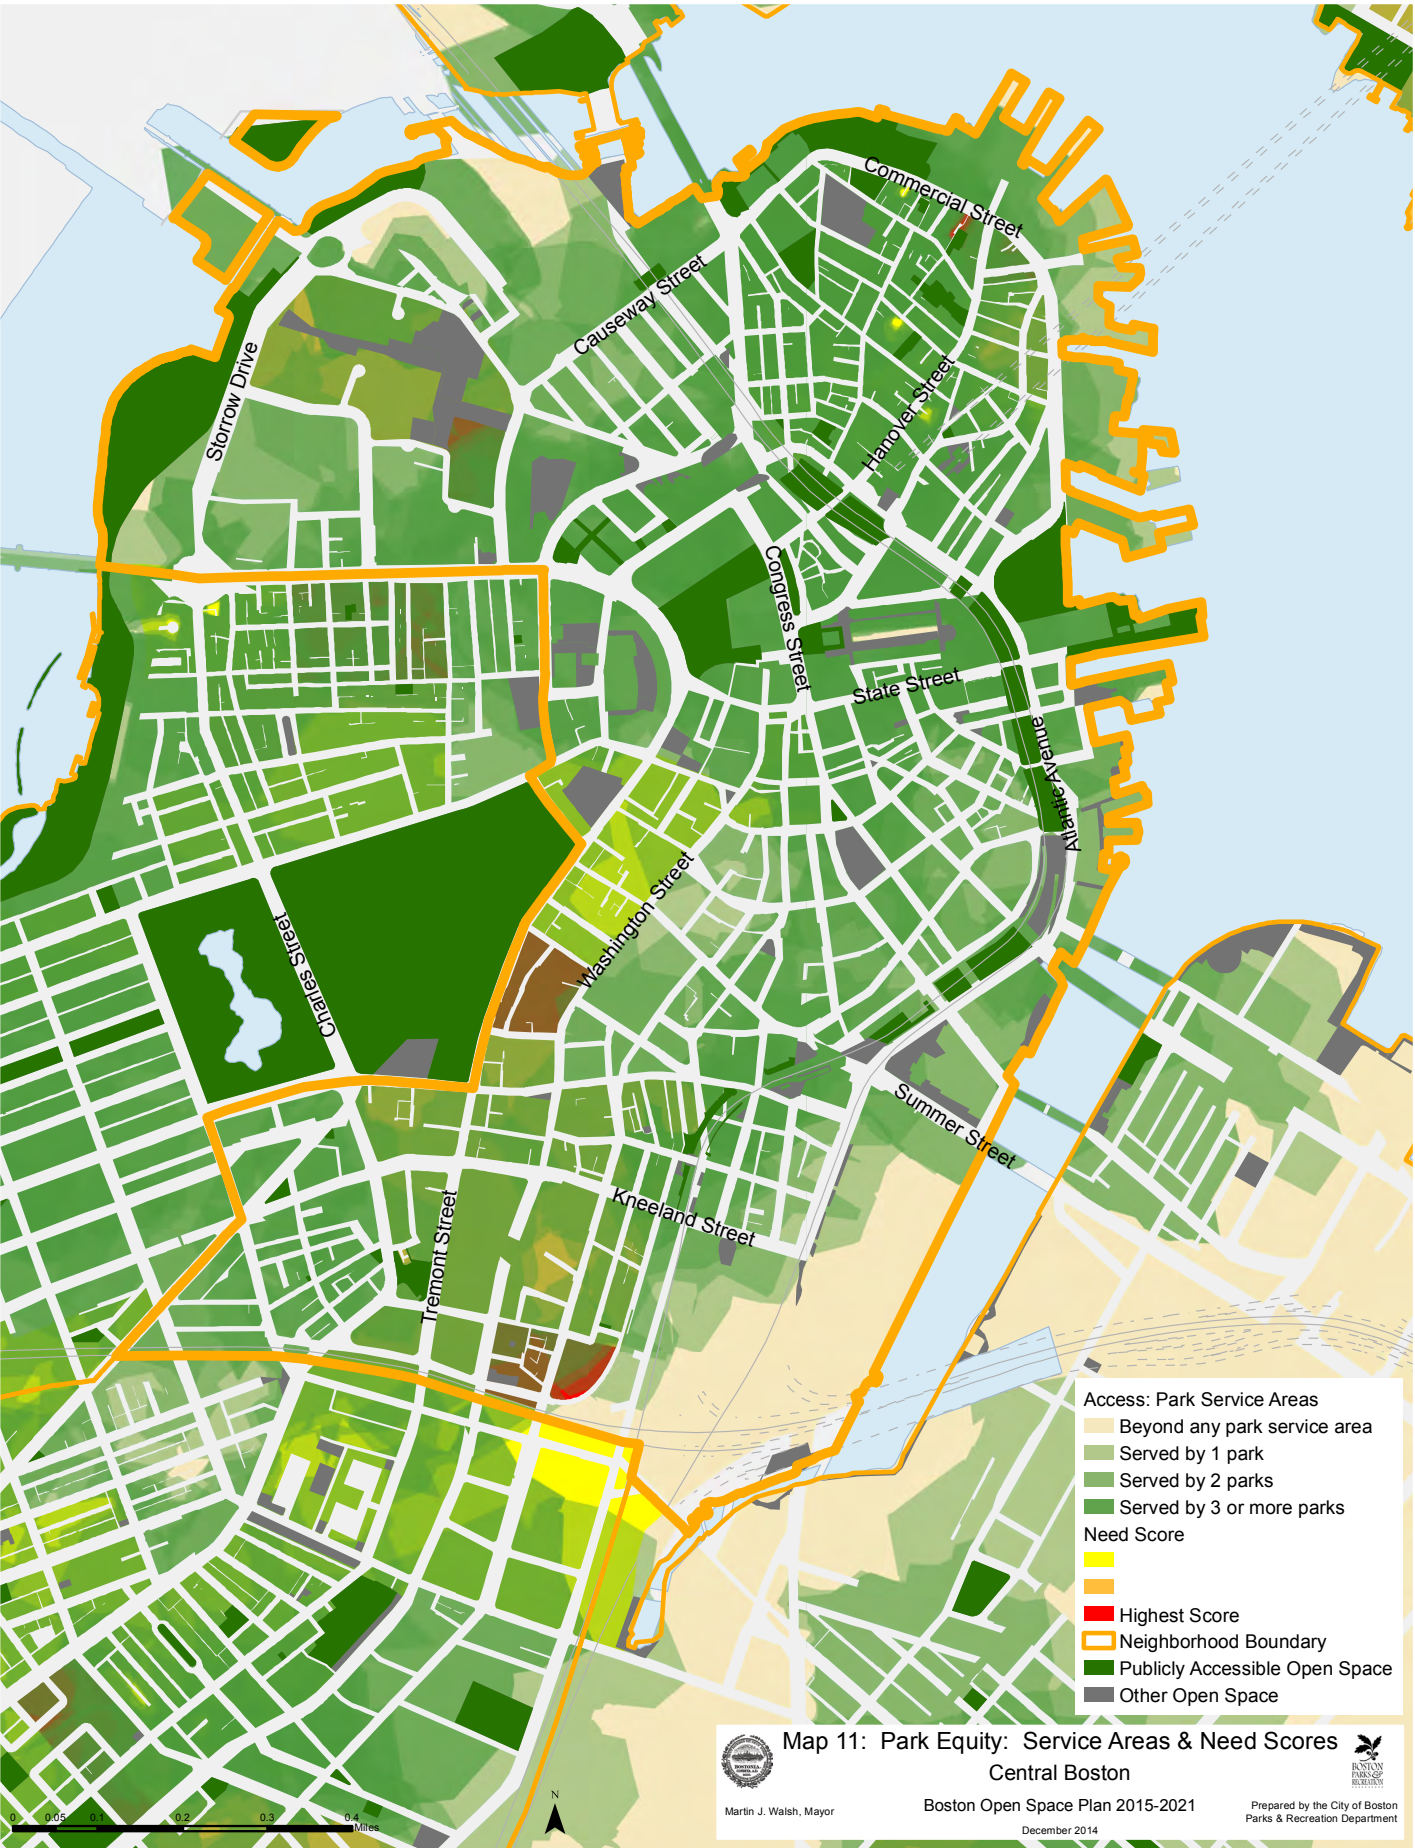 Commercial Street
Causeway Street
Storrow Drive
Hanover Street
Congress Street
State Street
Atlantic Avenue
Washington Street
Charles Street
Summer Street
Kneeland Street
Tremont Street
Access: Park Service Areas
Beyond any park service area
Served by 1 park
Served by 2 parks
Served by 3 or more parks
Need Score
Highest Score
Neighborhood Boundary
Publicly Accessible Open Space
Other Open Space
Map 11: Park Equity: Service Areas & Need Scores
Central Boston
Boston Open Space Plan 2015-2021
December 2014
Martin J. Walsh, Mayor
BOSTON
PARKS &
RECREATION
Prepared by the City of Boston
Parks & Recreation Department
N
0 0.05 0.1 0.2 0.3 0.4
Miles